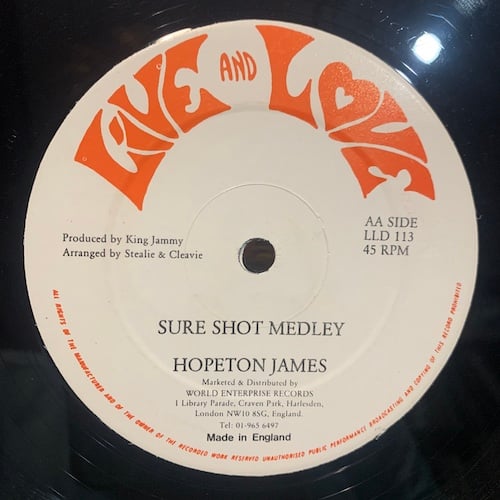 LIVE AND LOVE
AA SIDE
LLD 113
45 RPM
Produced by King Jammy
Arranged by Stealie & Cleavie
SURE SHOT MEDLEY
HOPETON JAMES
Marketed & Distributed by
WORLD ENTERPRISE RECORDS
1 Library Parade, Craven Park, Harlesden,
London NW10 8SG, England.
Tel: 01-965 6497
Made in England
ALL RIGHTS OF THE MANUFACTURER AND OF THE OWNER OF THE RECORDED WORK RESERVED UNAUTHORISED PUBLIC PERFORMANCE BROADCASTING AND COPYING OF THIS RECORD PROHIBITED